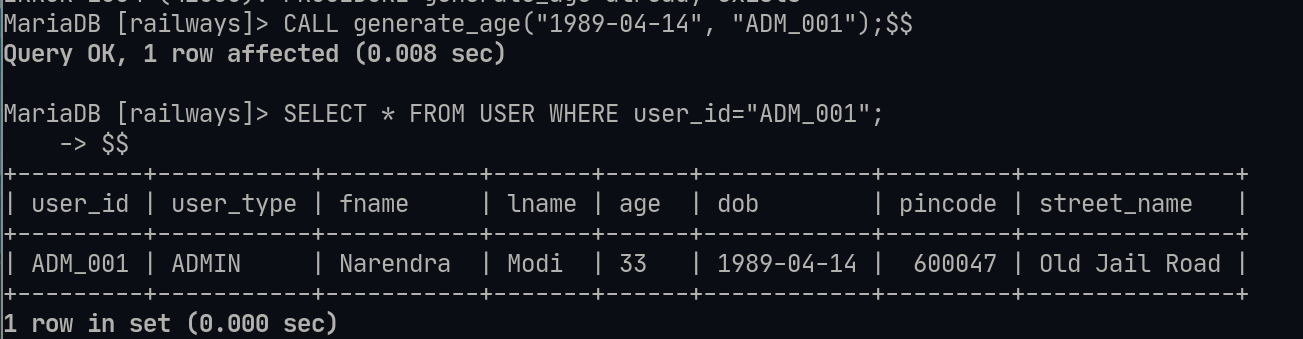 MariaDB [railways]> CALL generate_age("1989-04-14", "ADM_001");$$
Query OK, 1 row affected (0.008 sec)
MariaDB [railways]> SELECT * FROM USER WHERE user_id="ADM_001";
    -> $$
+---------+-----------+-----------+-------+------+------------+---------+---------------+
| user_id | user_type | fname     | lname | age  | dob        | pincode | street_name   |
+---------+-----------+-----------+-------+------+------------+---------+---------------+
| ADM_001 | ADMIN     | Narendra  | Modi  | 33   | 1989-04-14 |  600047 | Old Jail Road |
+---------+-----------+-----------+-------+------+------------+---------+---------------+
1 row in set (0.000 sec)